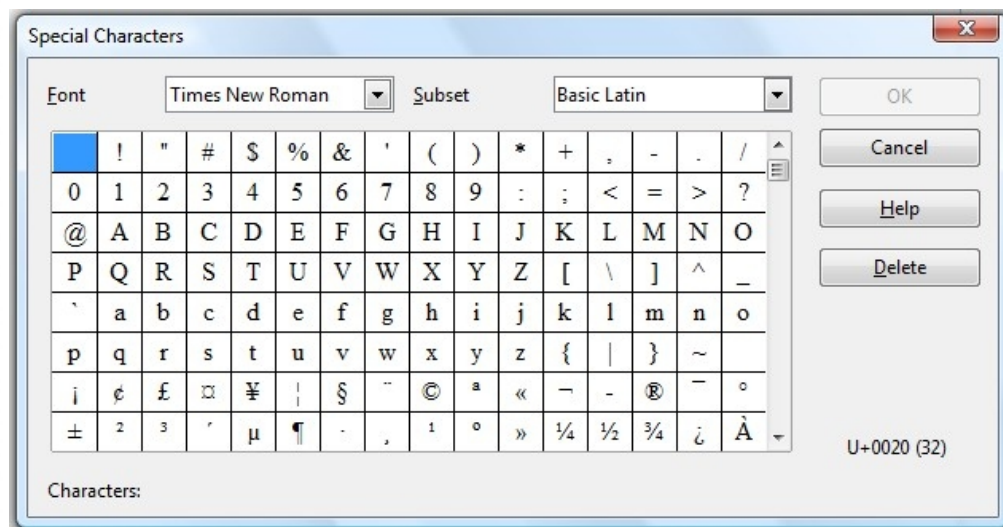 Special Characters
Font Times New Roman Subset Basic Latin OK
! " # $ % & ' ( ) * + , - . / Cancel
0 1 2 3 4 5 6 7 8 9 : ; < = > ? Help
@ A B C D E F G H I J K L M N O
P Q R S T U V W X Y Z [ \ ] ^ _ Delete
` a b c d e f g h i j k l m n o
p q r s t u v w x y z { | } ~
¡ ¢ £ ¤ ¥ ¦ § ¨ © ª « ¬ - ® ¯ °
± ² ³ ´ µ ¶ · ¸ ¹ º » ¼ ½ ¾ ¿ À
U+0020 (32)
Characters: